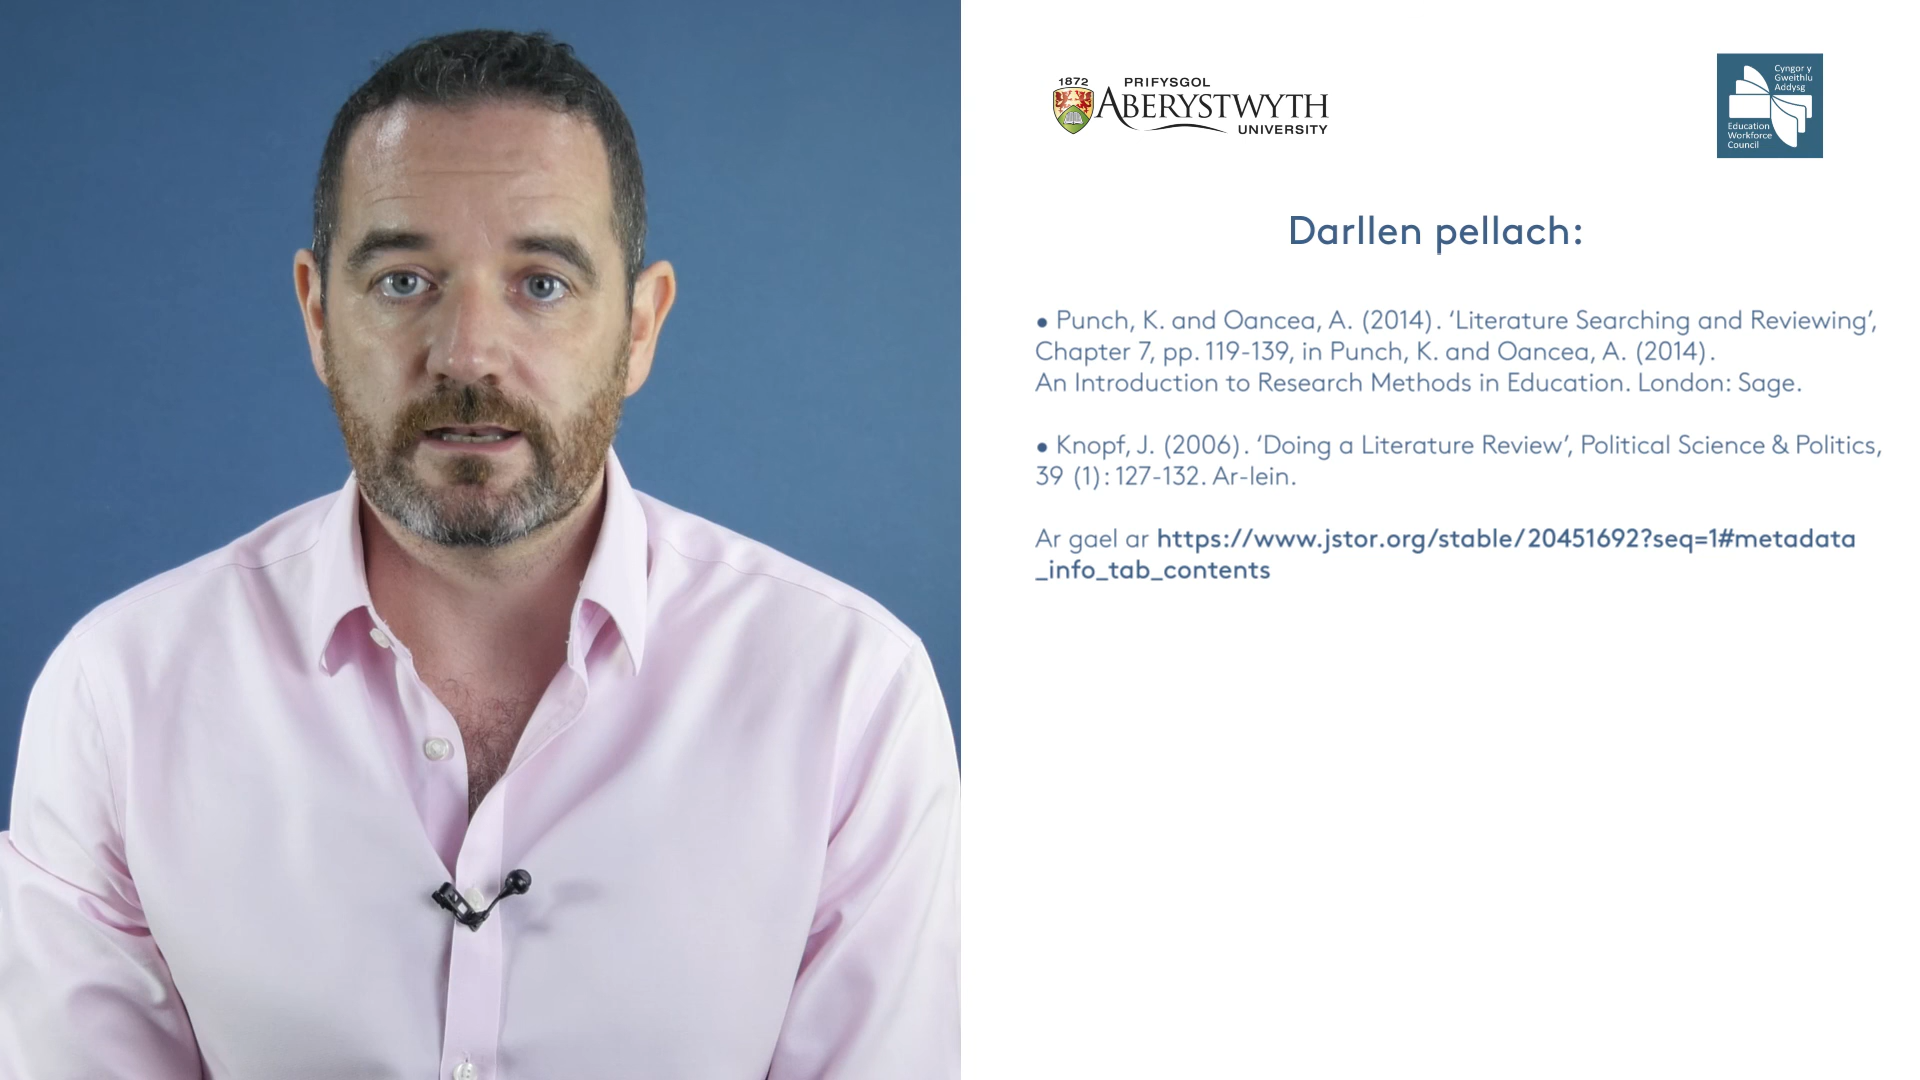 1872
PRIFYSGOL
ABERYSTWYTH
UNIVERSITY
Cyngor y
Gweithlu
Addysg
Education
Workforce
Council
Darllen pellach:
• Punch, K. and Oancea, A. (2014). ‘Literature Searching and Reviewing’,
Chapter 7, pp. 119-139, in Punch, K. and Oancea, A. (2014).
An Introduction to Research Methods in Education. London: Sage.
• Knopf, J. (2006). ‘Doing a Literature Review’, Political Science & Politics,
39 (1): 127-132. Ar-lein.
Ar gael ar https://www.jstor.org/stable/20451692?seq=1#metadata
_info_tab_contents